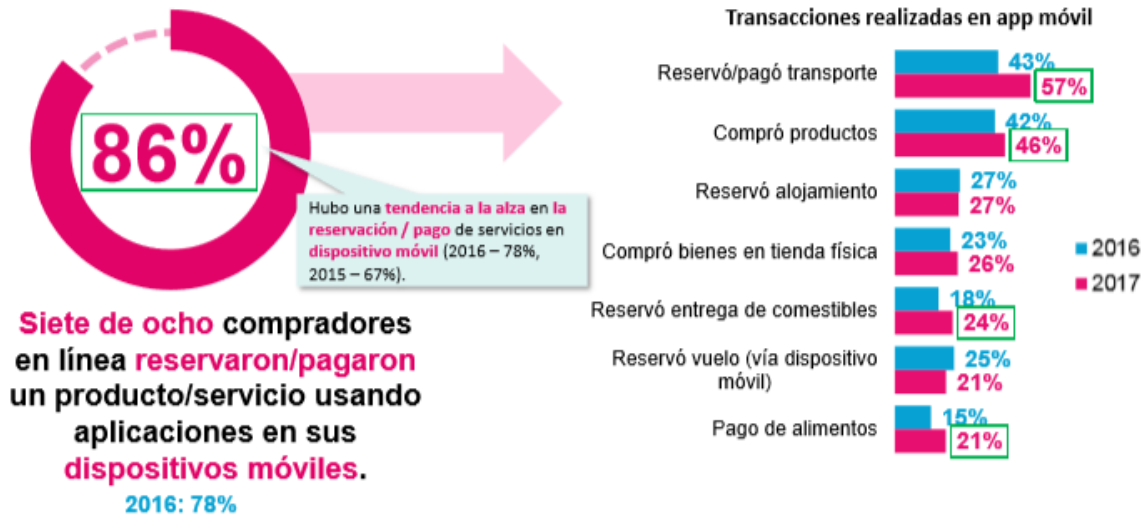 86%
Hubo una tendencia a la alza en la
reservación / pago de servicios en
dispositivo móvil (2016 – 78%,
2015 – 67%).
Siete de ocho compradores
en línea reservaron/pagaron
un producto/servicio usando
aplicaciones en sus
dispositivos móviles.
2016: 78%
Transacciones realizadas en app móvil
Reservó/pagó transporte
43%
57%
Compró productos
42%
46%
Reservó alojamiento
27%
27%
Compró bienes en tienda física
23%
26%
Reservó entrega de comestibles
18%
24%
Reservó vuelo (vía dispositivo
móvil)
25%
21%
Pago de alimentos
15%
21%
2016
2017